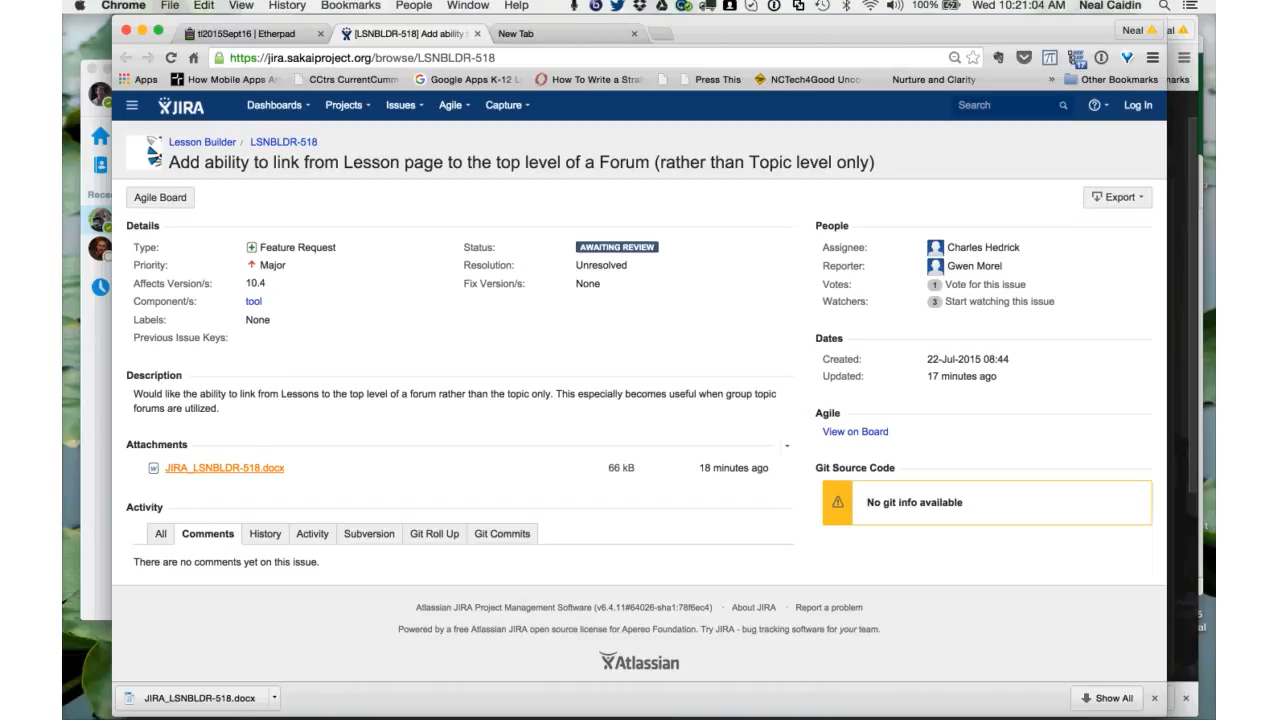 Chrome File Edit View History Bookmarks People Window Help 100% Wed 10:21:04 AM Neal Caidin
tl2015Sept16 | Etherpad [LSNBLDR-518] Add ability New Tab Neal
https://jira.sakaiproject.org/browse/LSNBLDR-518
Apps How Mobile Apps CCtrs CurrentCumm Google Apps K-12 How To Write a Press This NCTech4Good Nurture and Clarity » Other Bookmarks
JIRA Dashboards Projects Issues Agile Capture Search Log In
Lesson Builder / LSNBLDR-518
Add ability to link from Lesson page to the top level of a Forum (rather than Topic level only)
Agile Board Export
Details
Type: Feature Request Status: AWAITING REVIEW
Priority: Major Resolution: Unresolved
Affects Version/s: 10.4 Fix Version/s: None
Component/s: tool
Labels: None
Previous Issue Keys:
People
Assignee: Charles Hedrick
Reporter: Gwen Morel
Votes: 1 Vote for this issue
Watchers: 3 Start watching this issue
Dates
Created: 22-Jul-2015 08:44
Updated: 17 minutes ago
Description
Would like the ability to link from Lessons to the top level of a forum rather than the topic only. This especially becomes useful when group topic
forums are utilized.
Agile
View on Board
Attachments
JIRA_LSNBLDR-518.docx 66 kB 18 minutes ago
Git Source Code
No git info available
Activity
All Comments History Activity Subversion Git Roll Up Git Commits
There are no comments yet on this issue.
Atlassian JIRA Project Management Software (v6.4.11#64026-sha1:78f6ec4) · About JIRA · Report a problem
Powered by a free Atlassian JIRA open source license for Apereo Foundation. Try JIRA - bug tracking software for your team.
Atlassian
JIRA_LSNBLDR-518.docx Show All